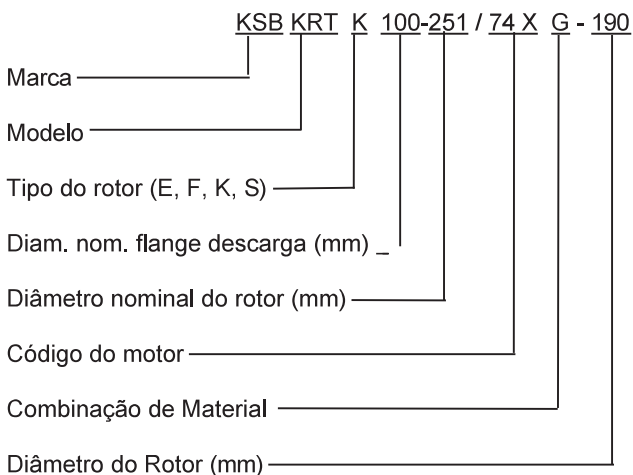 KSB KRT K 100-251 / 74 X G - 190
Marca
Modelo
Tipo do rotor (E, F, K, S)
Diam. nom. flange descarga (mm) _
Diâmetro nominal do rotor (mm)
Código do motor
Combinação de Material
Diâmetro do Rotor (mm)